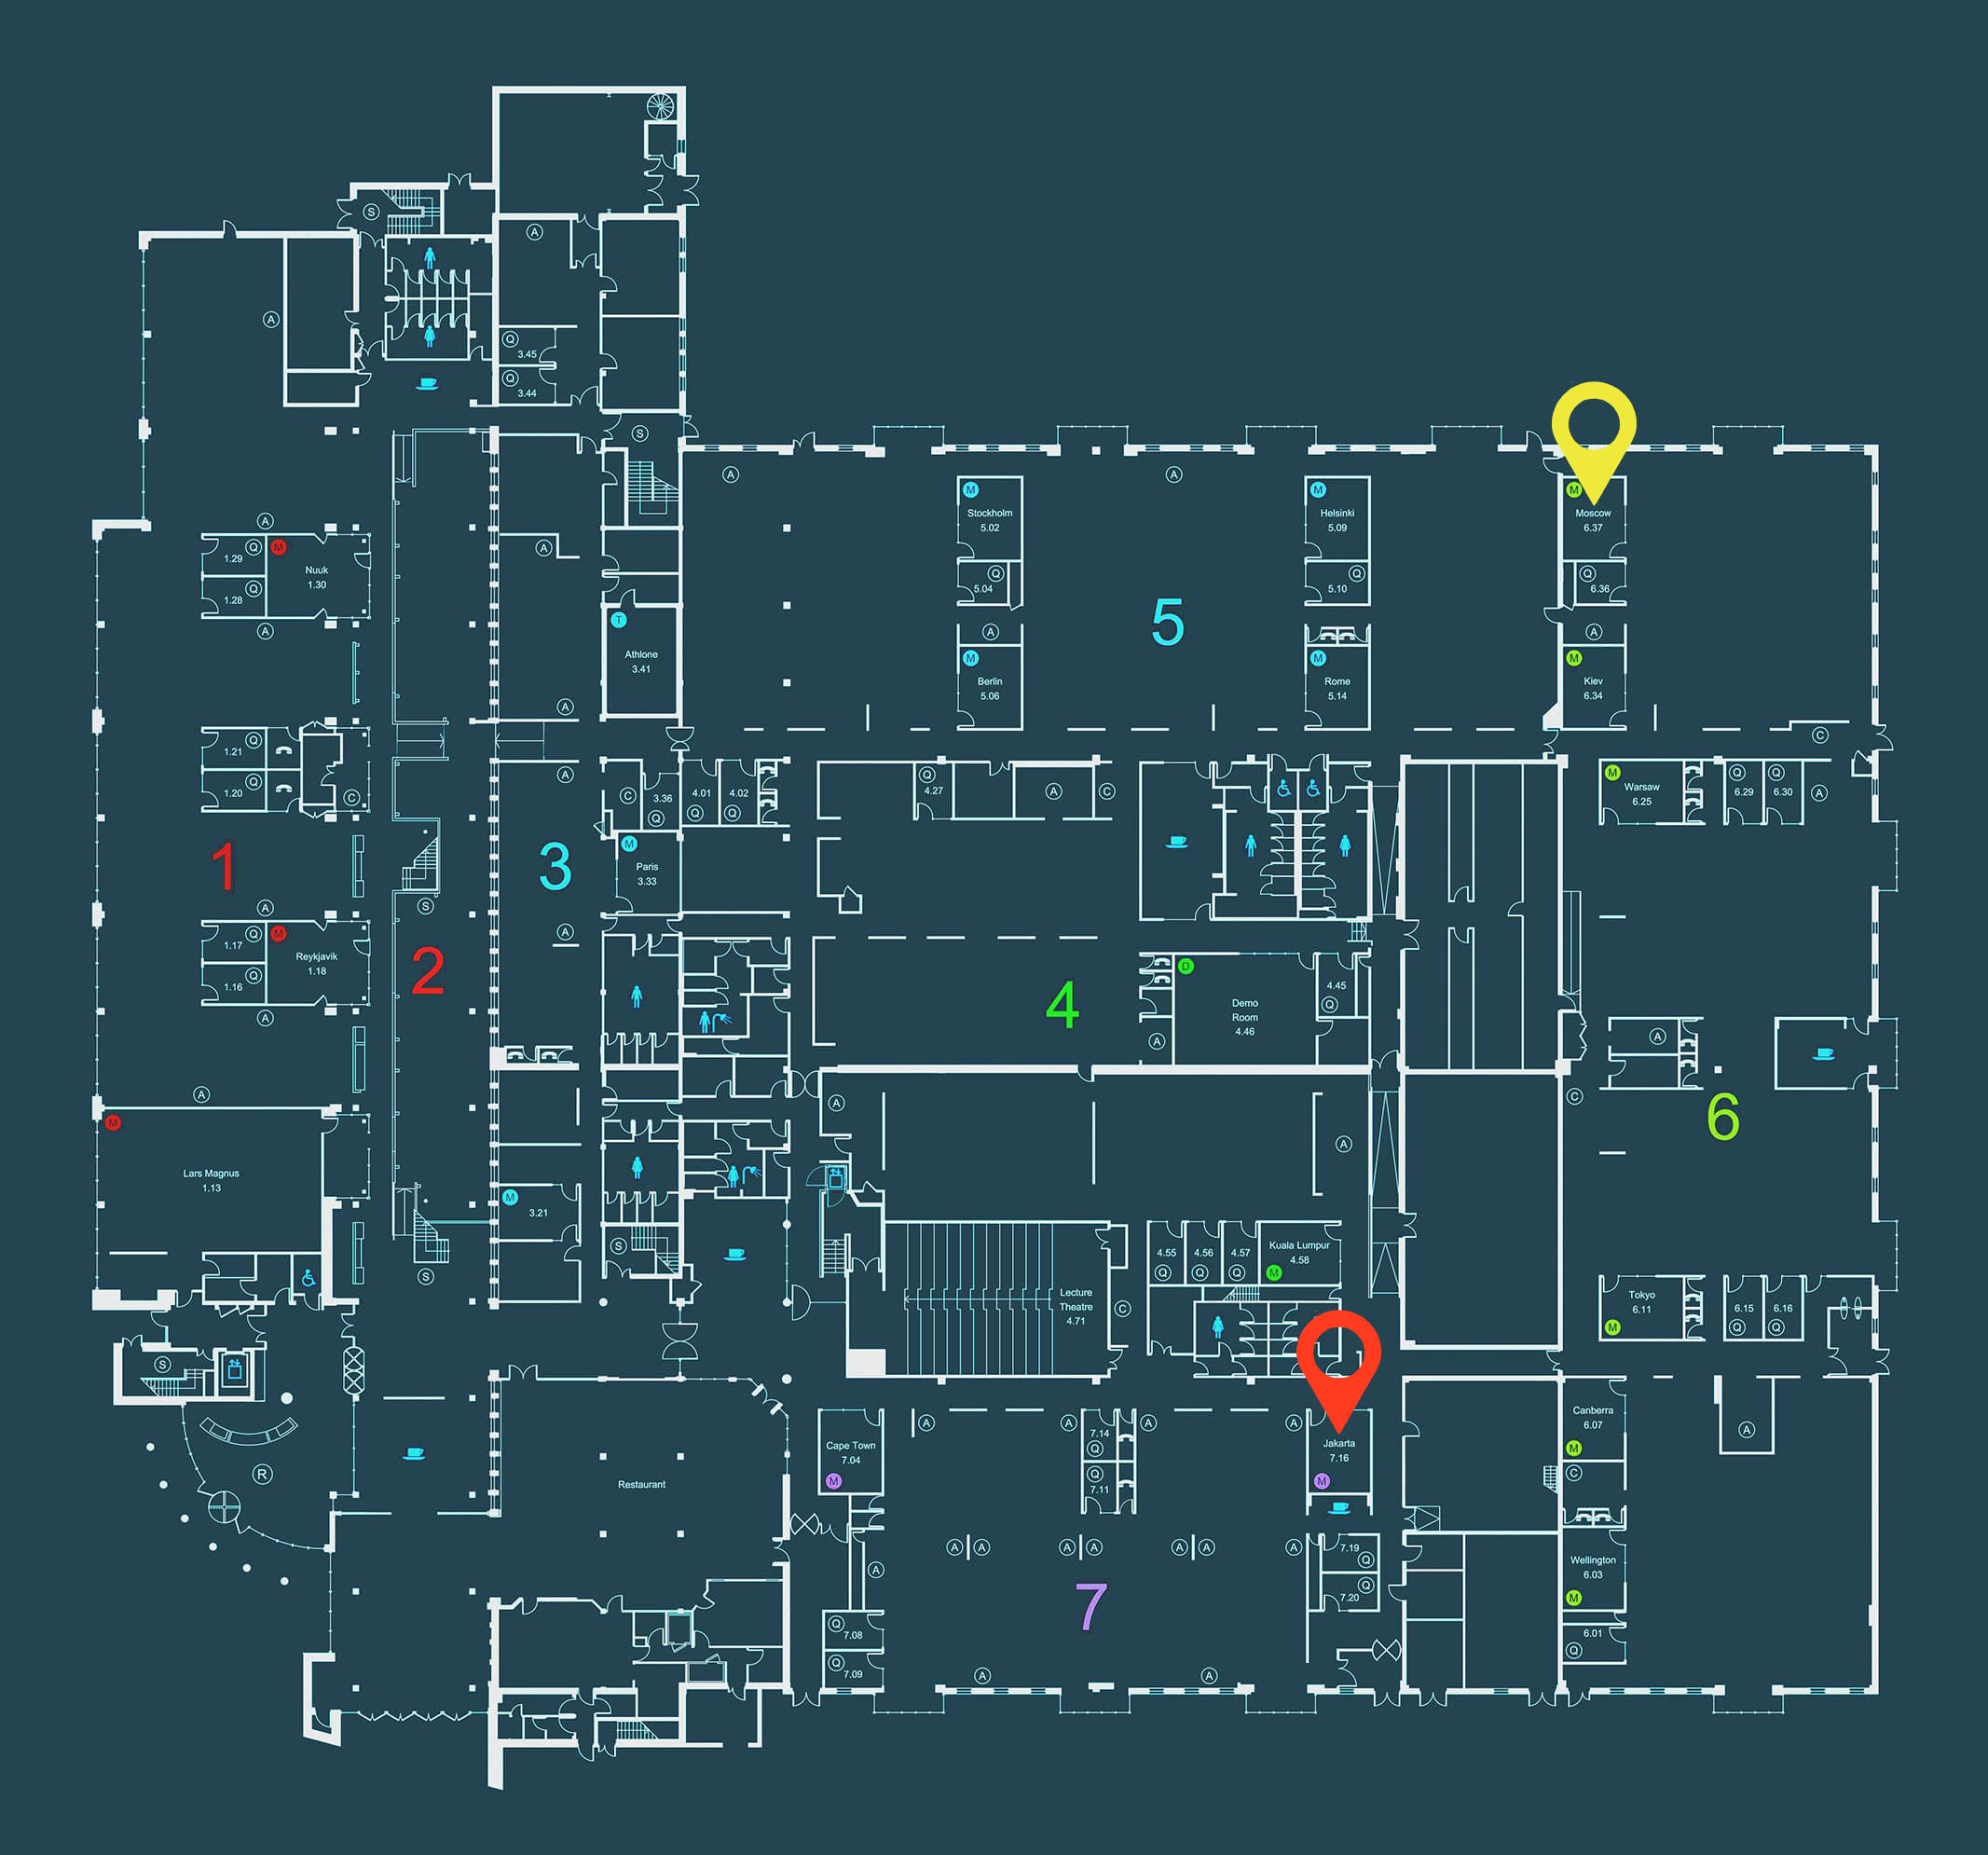 S
A
A
Q
3.45
Q
3.44
S
A
A
M
Stockholm
5.02
Q
5.04
A
M
Berlin
5.06
M
Helsinki
5.09
Q
5.10
M
Rome
5.14
5
M
Moscow
6.37
Q
6.36
A
M
Kiev
6.34
C
A
1.29
Q
M
Nuuk
1.30
1.28
Q
A
A
T
Athlone
3.41
A
1.21
Q
1.20
Q
C
A
C
3.36
Q
4.01
Q
4.02
Q
Q
4.27
A
C
M
Warsaw
6.25
Q
6.29
Q
6.30
A
1
3
M
Paris
3.33
A
S
A
1.17
Q
M
Reykjavik
1.18
Q
1.16
A
2
4
D
Demo
Room
4.46
4.45
Q
A
A
C
6
A
M
Lars Magnus
1.13
M
3.21
S
S
A
A
4.55
Q
4.56
Q
4.57
Q
Kuala Lumpur
4.58
M
Lecture
Theatre
4.71
C
Tokyo
6.11
M
6.15
Q
6.16
Q
S
R
Restaurant
Cape Town
7.04
M
A
A
7.14
Q
Q
7.11
A
A
Jakarta
7.16
M
Canberra
6.07
M
C
A
A
A
A
A
A
A
A
A
7
7.19
Q
Q
7.20
Wellington
6.03
M
6.01
Q
Q
7.08
Q
7.09
A
A